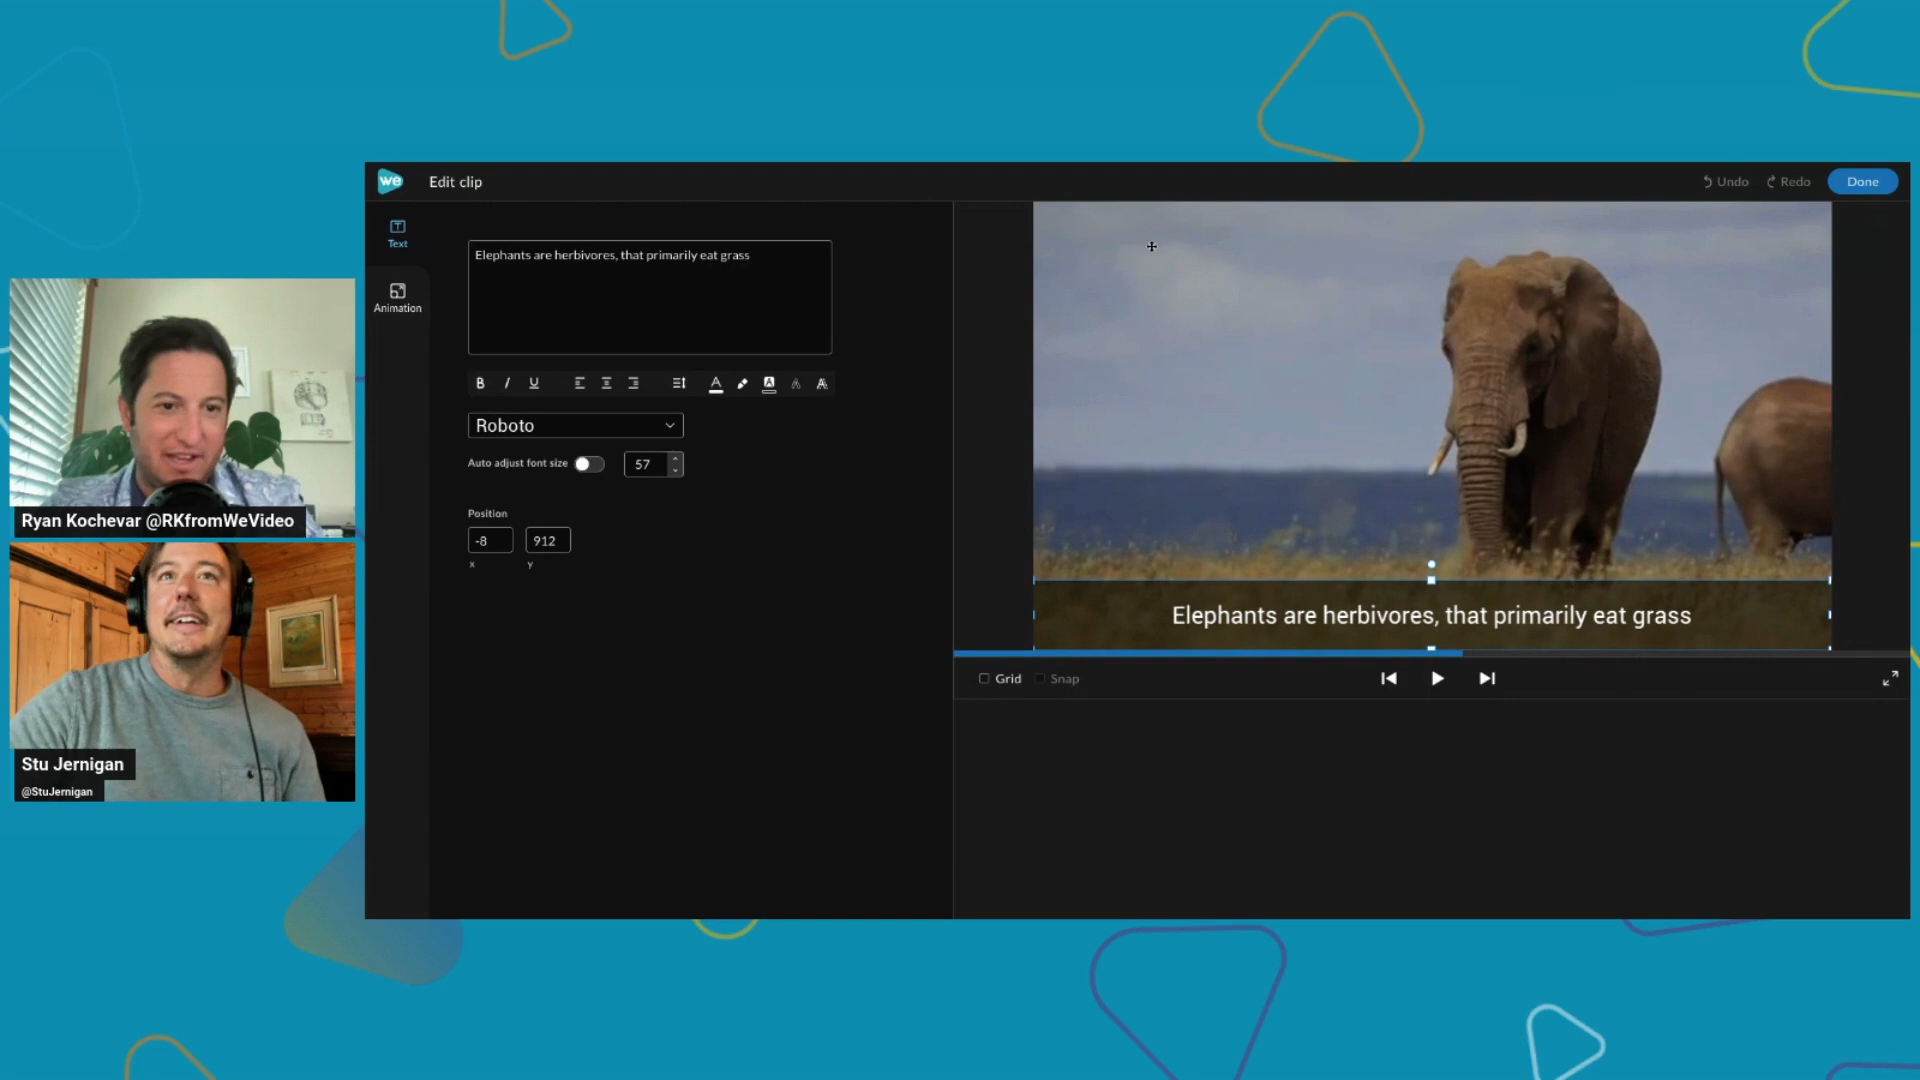 we
Edit clip
Undo
Redo
Done
Text
Elephants are herbivores, that primarily eat grass
Animation
B I U
A A A A
Roboto
Auto adjust font size
57
Position
-8
912
x
y
Elephants are herbivores, that primarily eat grass
Grid
Snap
Ryan Kochevar @RKfromWeVideo
Stu Jernigan
@StuJernigan